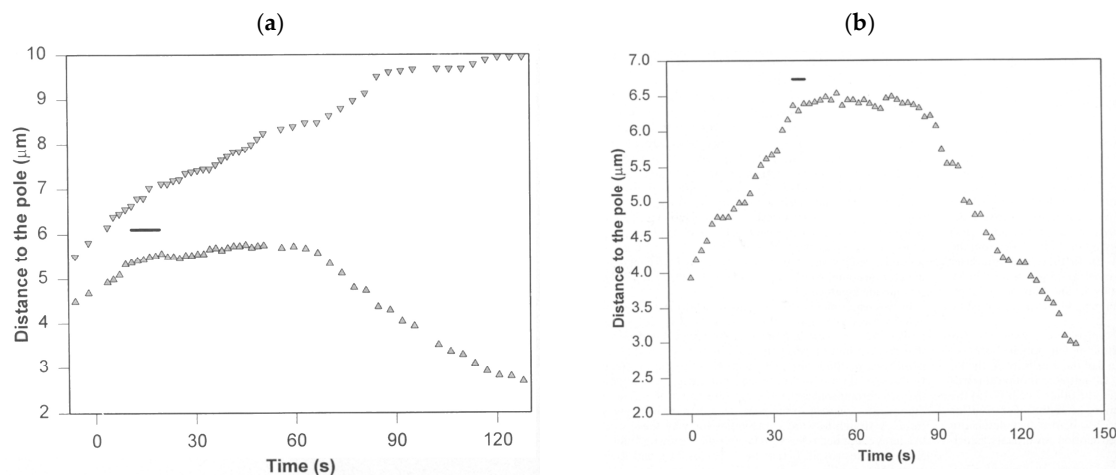 (a)
(b)
10
9
8
7
6
5
4
3
2
Distance to the pole (μm)
0 30 60 90 120
Time (s)
7.0
6.5
6.0
5.5
5.0
4.5
4.0
3.5
3.0
2.5
2.0
Distance to the pole (μm)
0 30 60 90 120 150
Time (s)